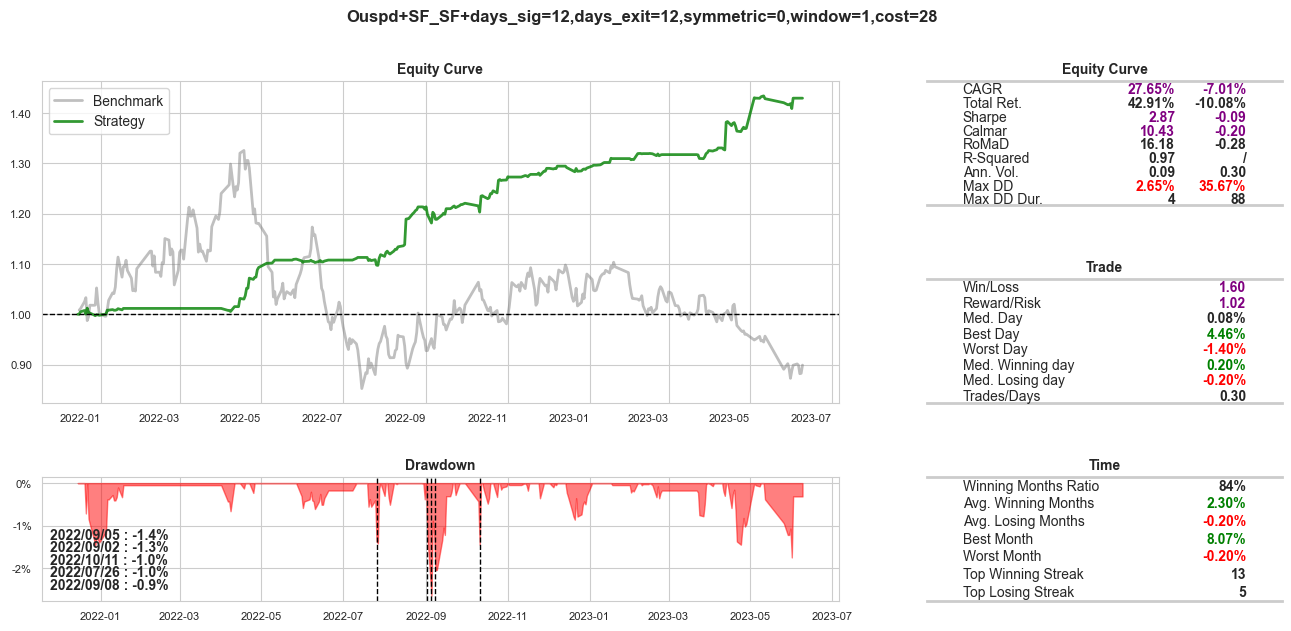 Ouspd+SF_SF+days_sig=12,days_exit=12,symmetric=0,window=1,cost=28
Equity Curve
Benchmark
Strategy
1.40
1.30
1.20
1.10
1.00
0.90
2022-01 2022-03 2022-05 2022-07 2022-09 2022-11 2023-01 2023-03 2023-05 2023-07
Equity Curve
CAGR 27.65% -7.01%
Total Ret. 42.91% -10.08%
Sharpe 2.87 -0.09
Calmar 10.43 -0.20
RoMaD 16.18 -0.28
R-Squared 0.97 /
Ann. Vol. 0.09 0.30
Max DD 2.65% 35.67%
Max DD Dur. 4 88
Trade
Win/Loss 1.60
Reward/Risk 1.02
Med. Day 0.08%
Best Day 4.46%
Worst Day -1.40%
Med. Winning day 0.20%
Med. Losing day -0.20%
Trades/Days 0.30
Drawdown
0%
-1%
-2%
2022/09/05 : -1.4%
2022/09/02 : -1.3%
2022/10/11 : -1.0%
2022/07/26 : -1.0%
2022/09/08 : -0.9%
2022-01 2022-03 2022-05 2022-07 2022-09 2022-11 2023-01 2023-03 2023-05 2023-07
Time
Winning Months Ratio 84%
Avg. Winning Months 2.30%
Avg. Losing Months -0.20%
Best Month 8.07%
Worst Month -0.20%
Top Winning Streak 13
Top Losing Streak 5